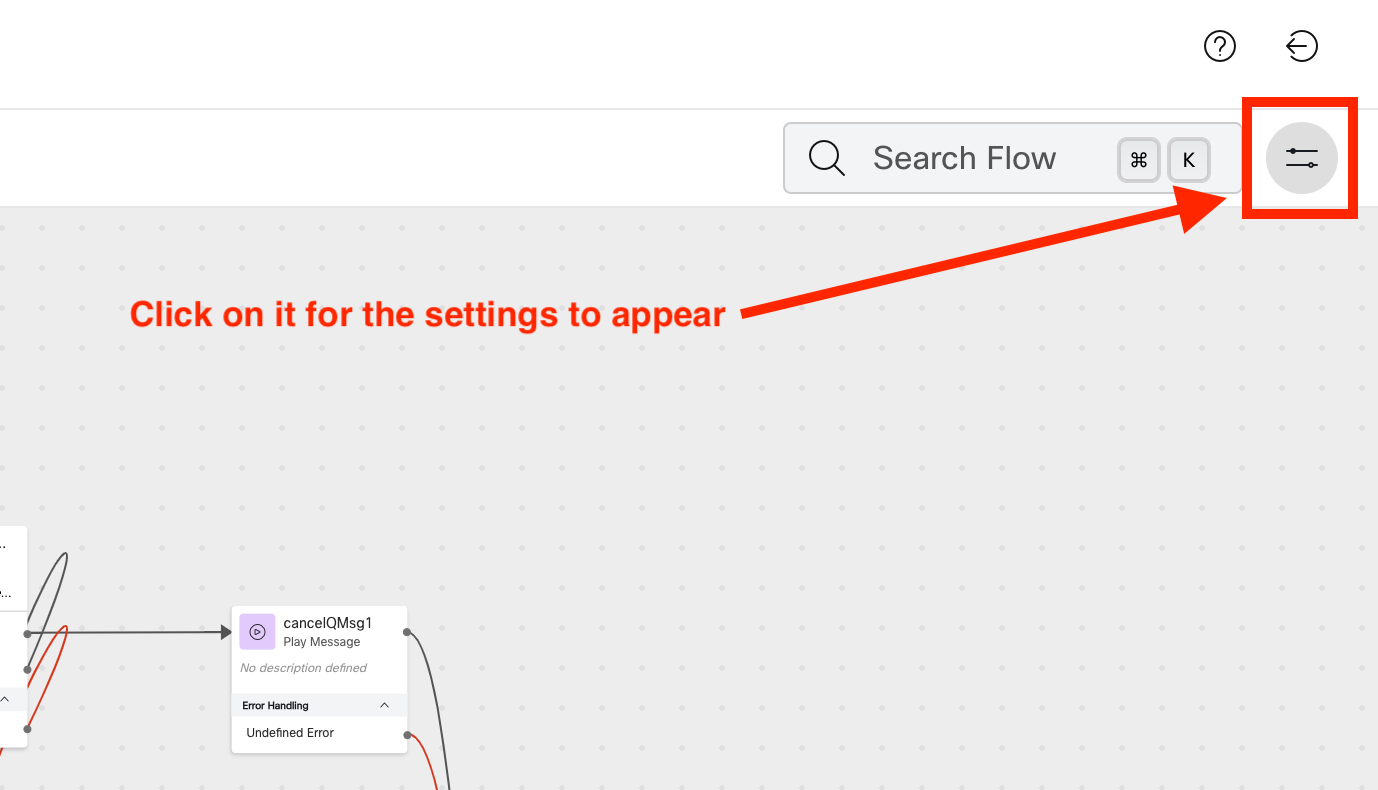 Search Flow ⌘ K
Click on it for the settings to appear
cancelQMsg1
Play Message
No description defined
Error Handling
Undefined Error